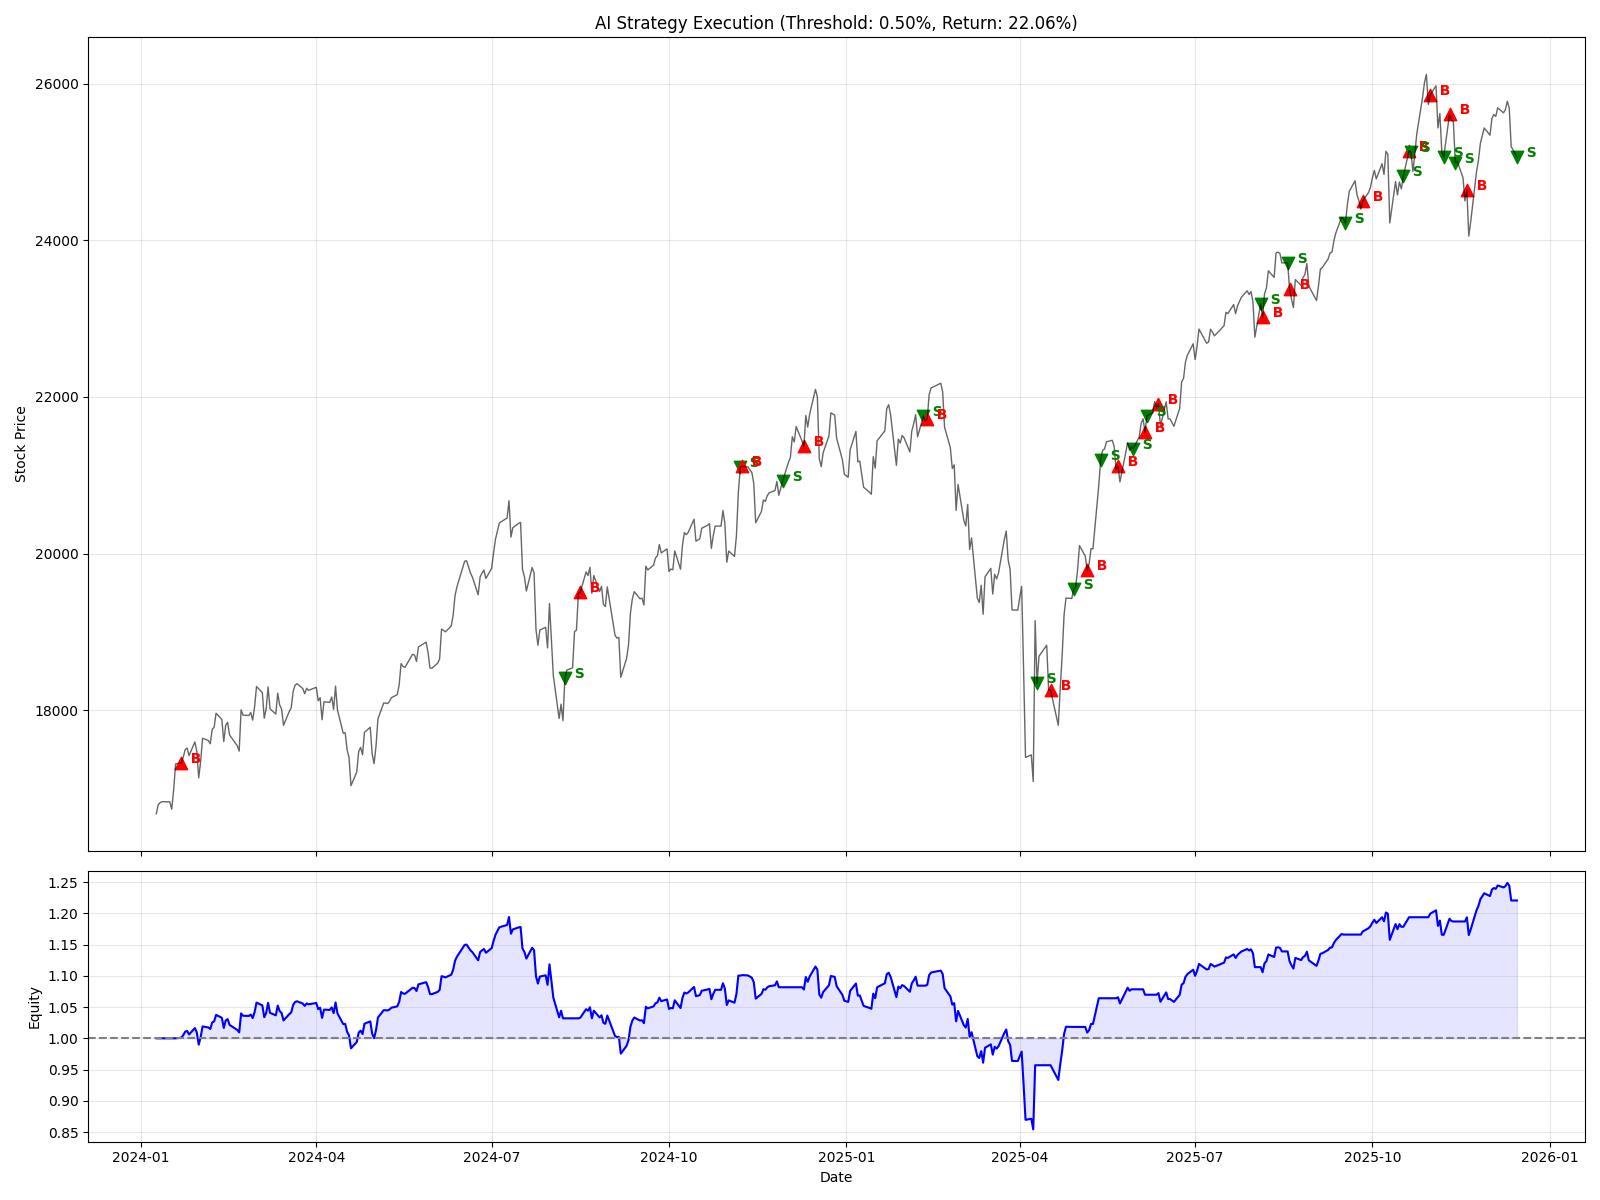 AI Strategy Execution (Threshold: 0.50%, Return: 22.06%)
Stock Price
26000
24000
22000
20000
18000
B
S
B
S
B
S
B
S
B
S
B
S
B
S
B
S
B
S
B
S
B
S
B
S
B
S
B
S
B
S
B
S
B
S
Equity
1.25
1.20
1.15
1.10
1.05
1.00
0.95
0.90
0.85
2024-01
2024-04
2024-07
2024-10
2025-01
2025-04
2025-07
2025-10
2026-01
Date